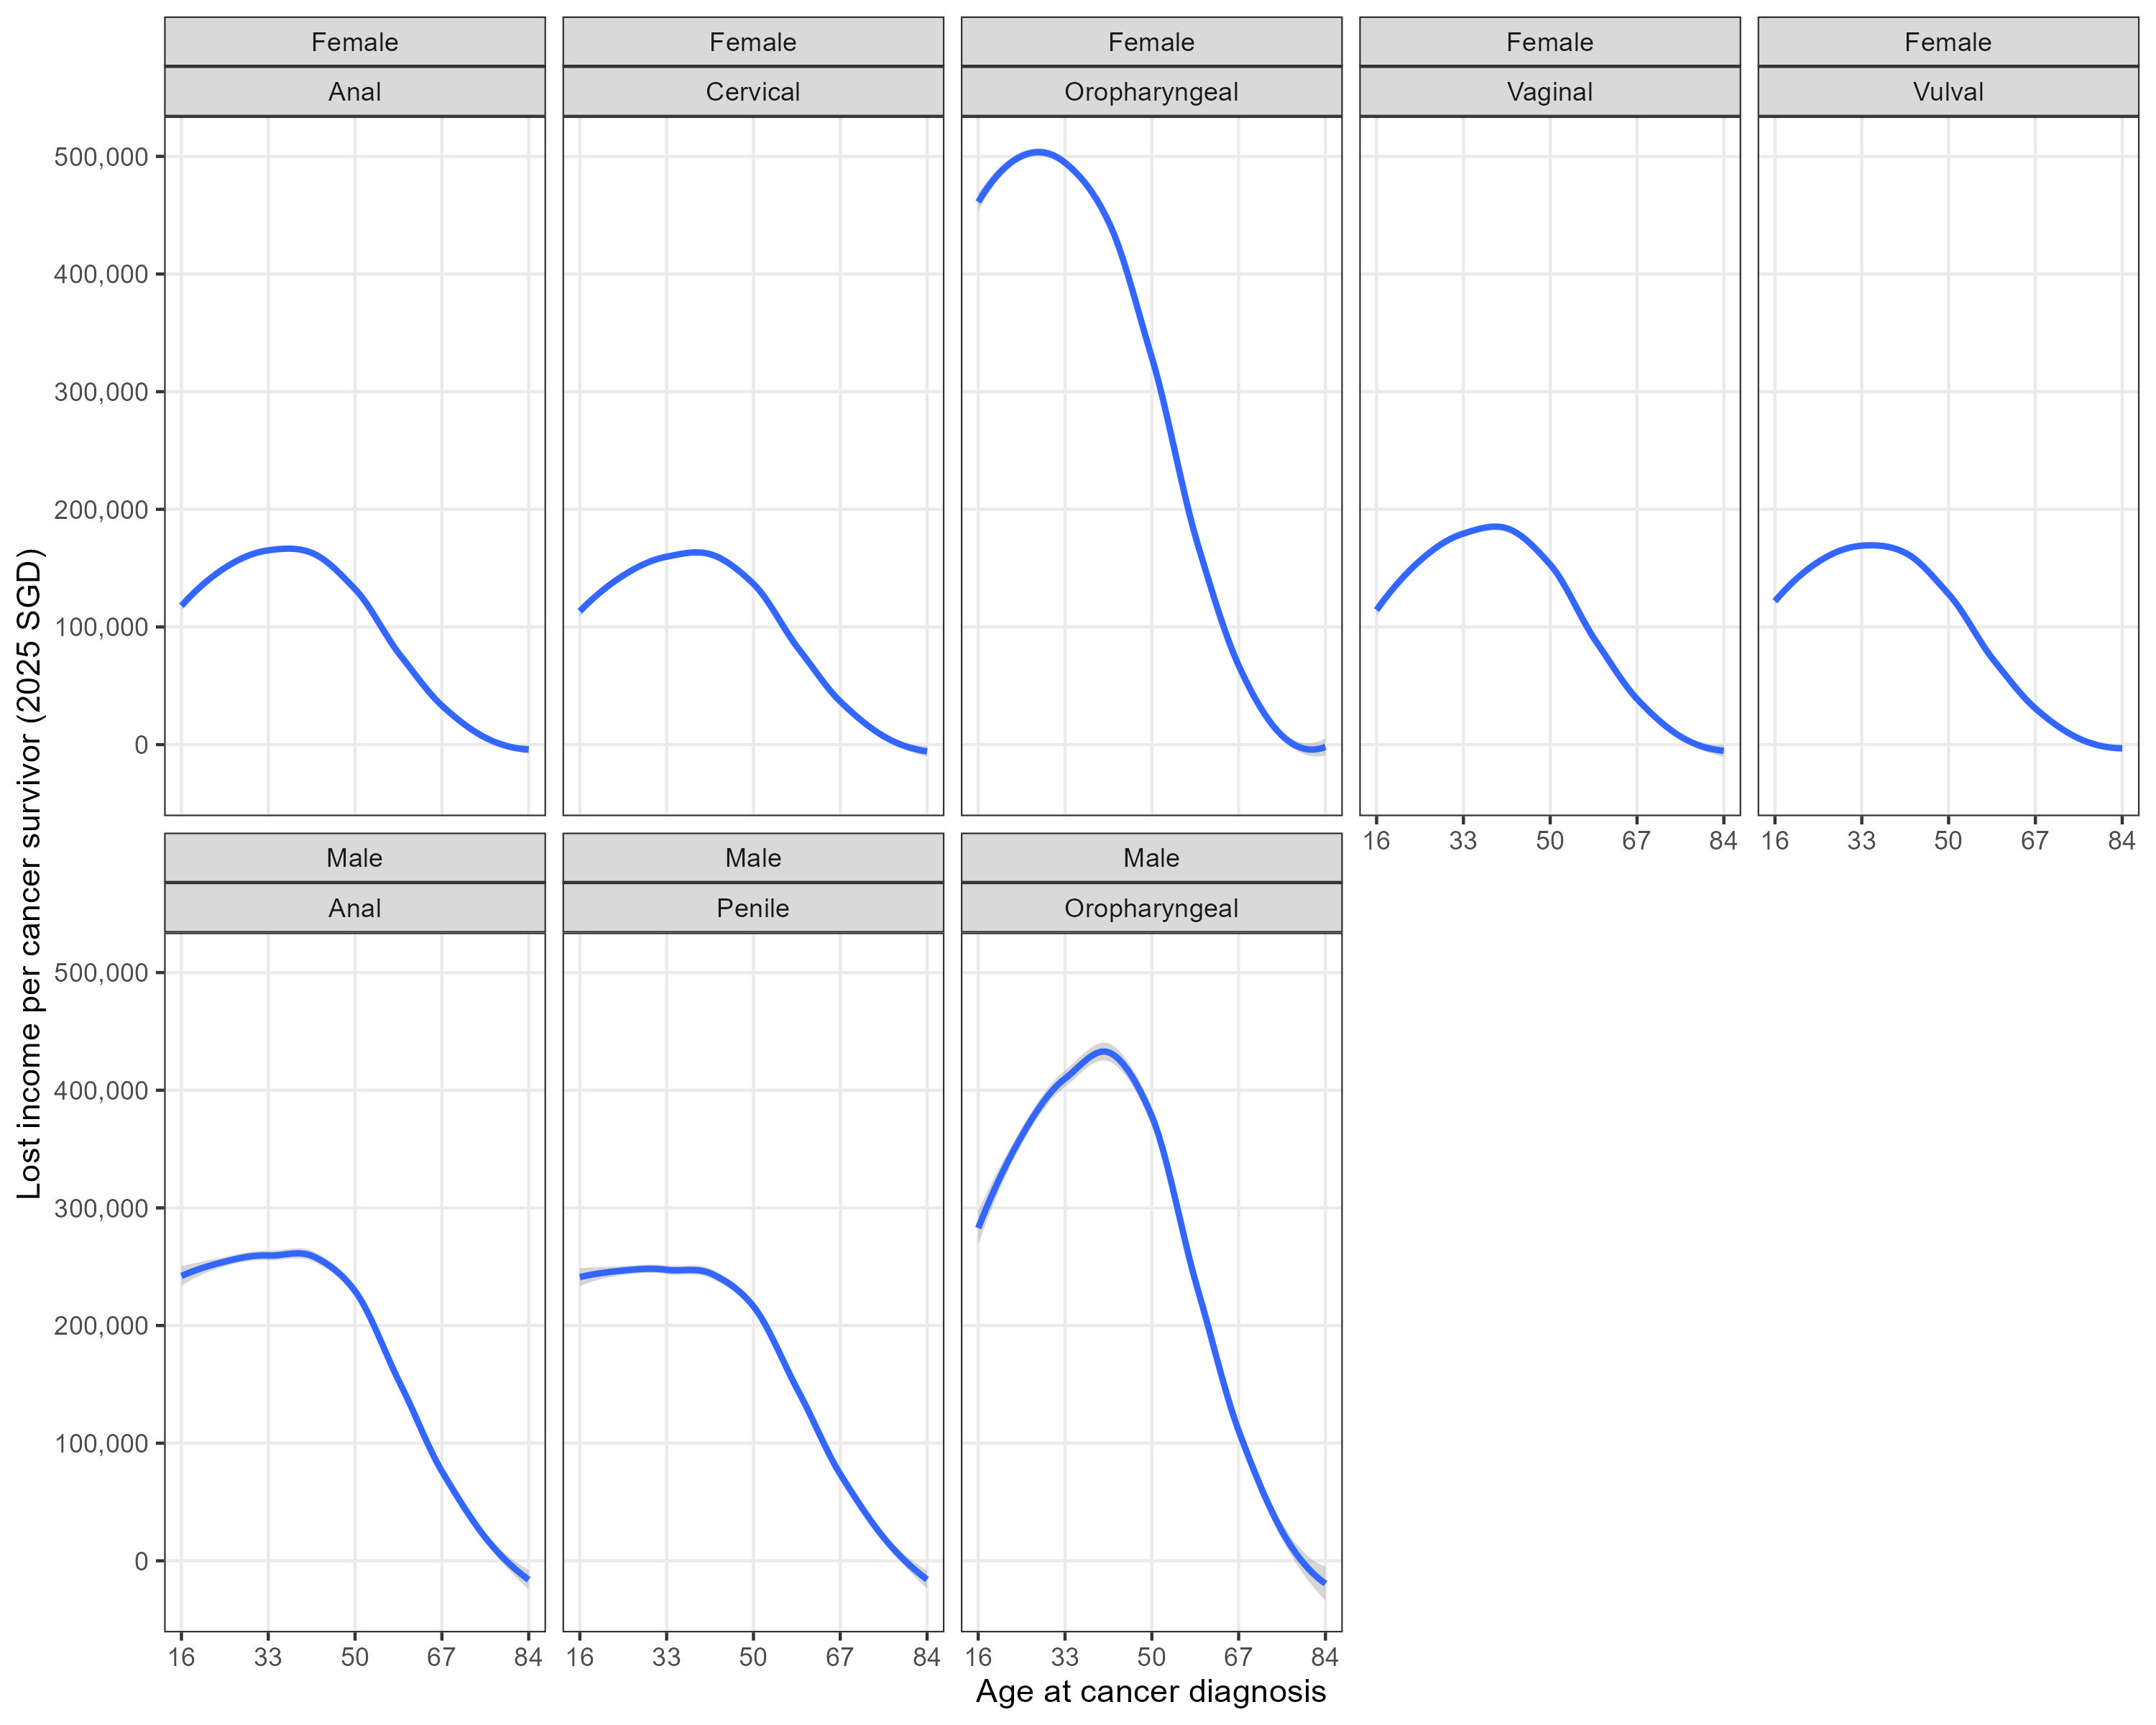 Female Female Female Female Female
Anal Cervical Oropharyngeal Vaginal Vulval
500,000
400,000
300,000
200,000
100,000
0
16 33 50 67 84 16 33 50 67 84
Male Male Male
Anal Penile Oropharyngeal
500,000
400,000
300,000
200,000
100,000
0
16 33 50 67 84 16 33 50 67 84 16 33 50 67 84
Age at cancer diagnosis
Lost income per cancer survivor (2025 SGD)